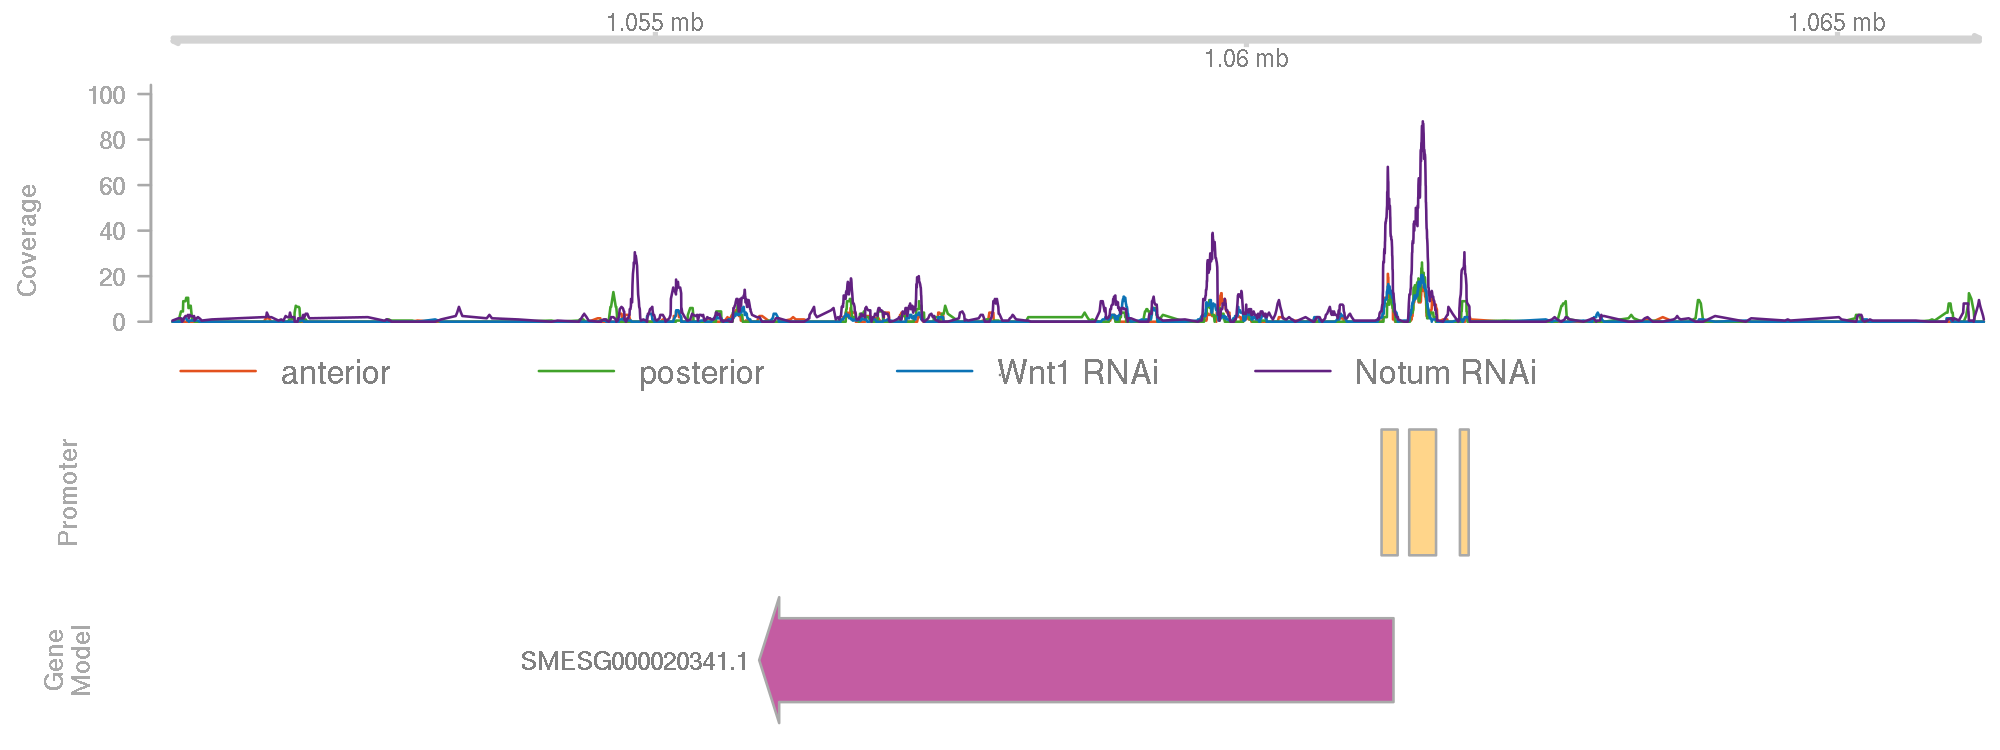 1.055 mb
1.065 mb
1.06 mb
100
80
60
40
20
0
Coverage
anterior
posterior
Wnt1 RNAi
Notum RNAi
Promoter
Gene
Model
SMESG000020341.1